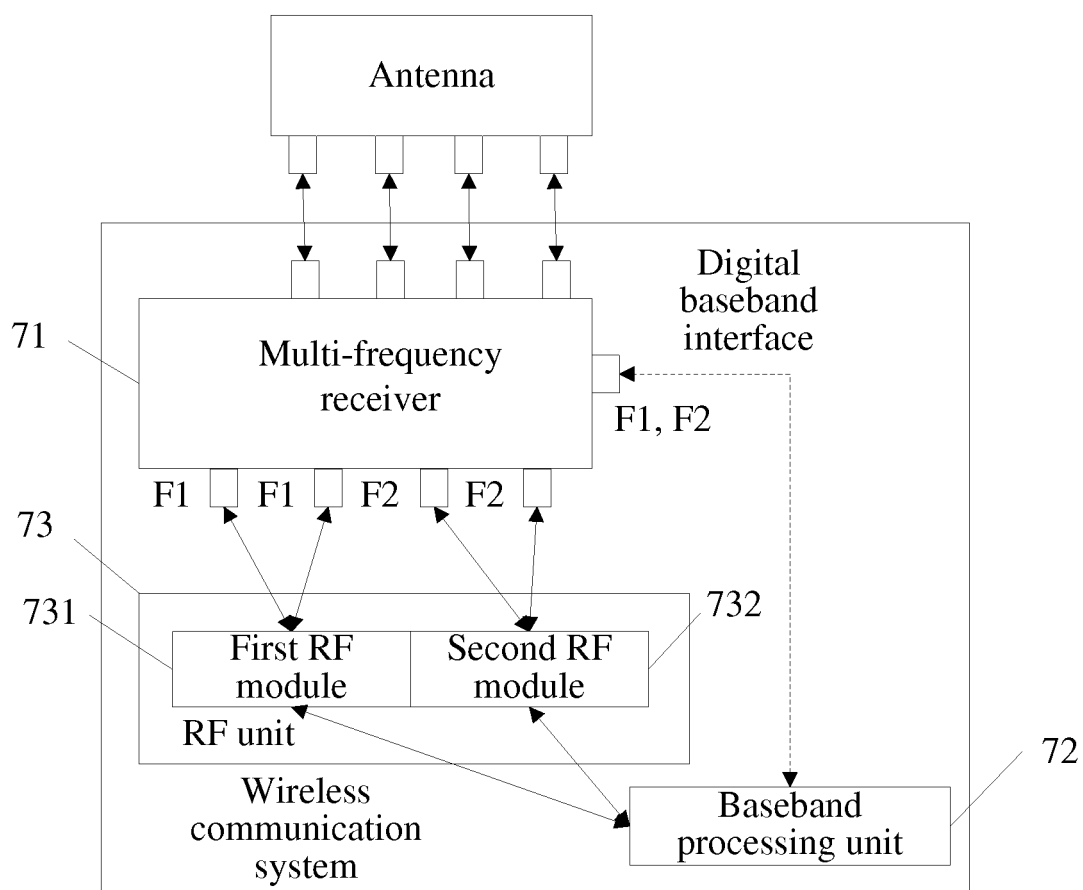 Antenna
Digital
baseband
interface
71
Multi-frequency
receiver
F1, F2
F1 F1 F2 F2
73
731
732
First RF
module
Second RF
module
RF unit
72
Wireless
communication
system
Baseband
processing unit